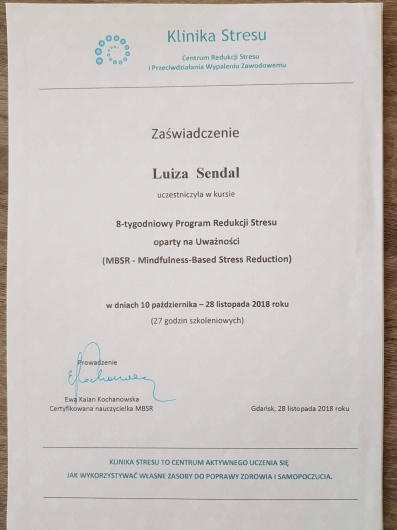 Klinika Stresu
Centrum Redukcji Stresu
i Przeciwdziałania Wypaleniu Zawodowemu
Zaświadczenie
Luiza Sendal
uczestniczyła w kursie
8-tygodniowy Program Redukcji Stresu
oparty na Uważności
(MBSR - Mindfulness-Based Stress Reduction)
w dniach 10 października – 28 listopada 2018 roku
(27 godzin szkoleniowych)
Prowadzenie
EKochanowska
Ewa Kaian Kochanowska
Certyfikowana nauczycielka MBSR
Gdańsk, 28 listopada 2018 roku
KLINIKA STRESU TO CENTRUM AKTYWNEGO UCZENIA SIĘ
JAK WYKORZYSTYWAĆ WŁASNE ZASOBY DO POPRAWY ZDROWIA I SAMOPOCZUCIA.